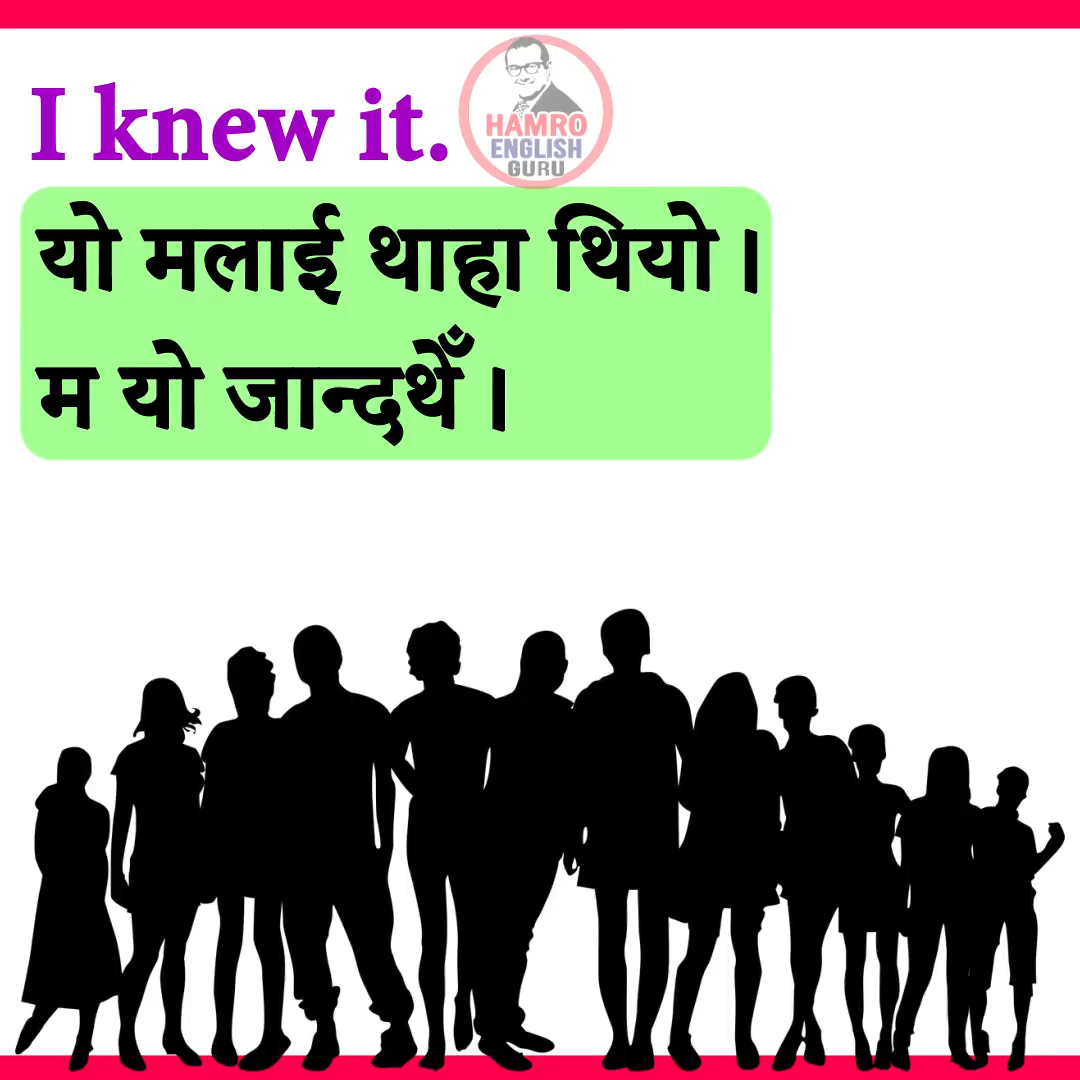 I knew it.
HAMRO
ENGLISH
GURU
यो मलाई थाहा थियो।
म यो जान्दथेँ।